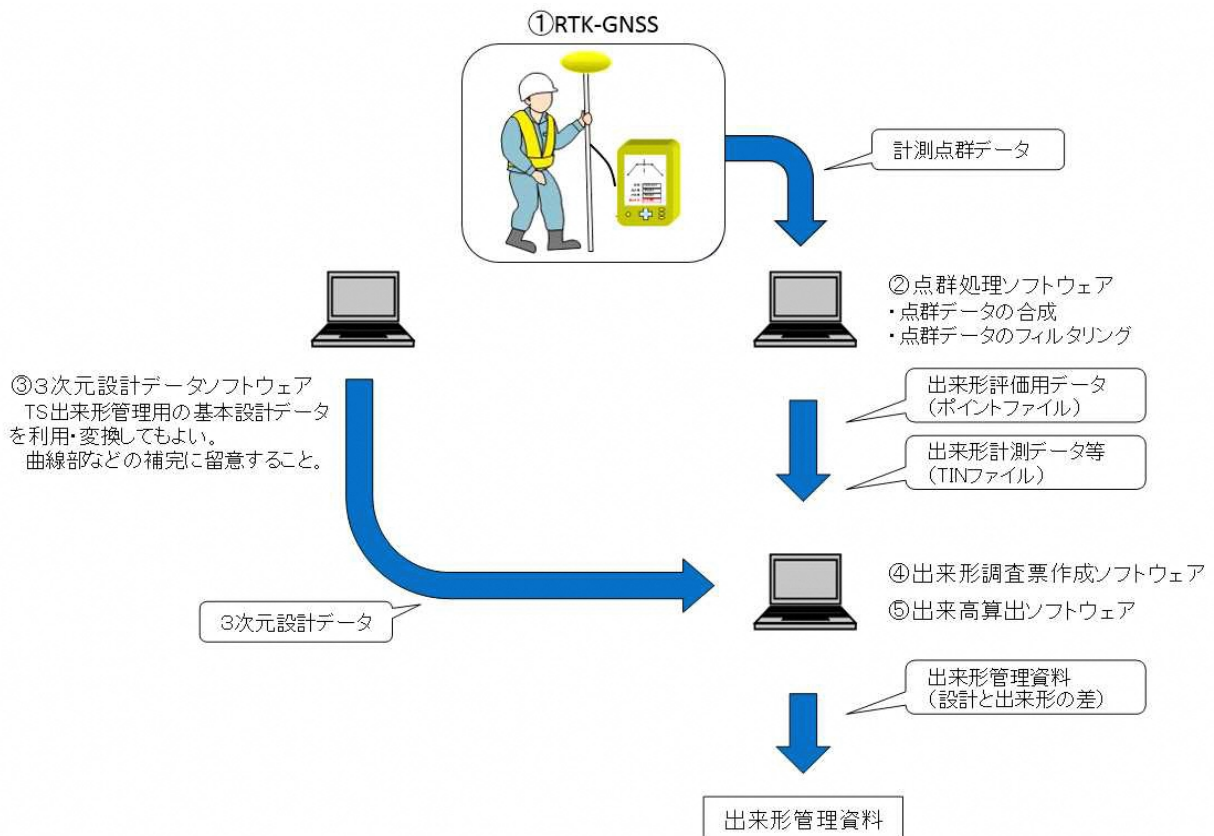 ①RTK-GNSS
計測点群データ
②点群処理ソフトウェア
・点群データの合成
・点群データのフィルタリング
③3次元設計データソフトウェア
TS出来形管理用の基本設計データ
を利用・変換してもよい。
曲線部などの補完に留意すること。
出来形評価用データ
(ポイントファイル)
出来形計測データ等
(TINファイル)
3次元設計データ
④出来形調査票作成ソフトウェア
⑤出来高算出ソフトウェア
出来形管理資料
(設計と出来形の差)
出来形管理資料